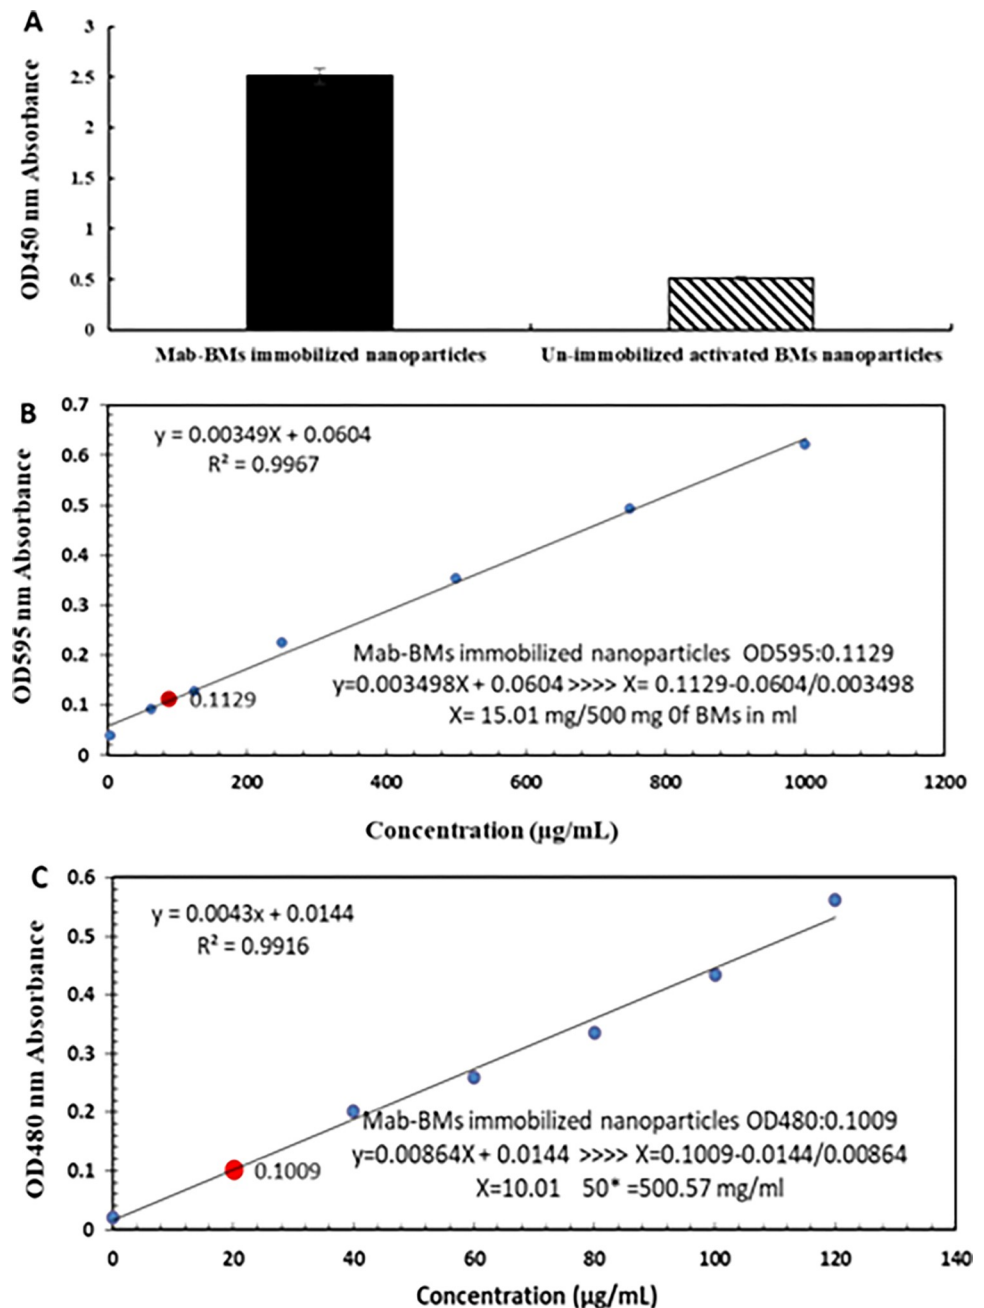 A
OD450 nm Absorbance
3
2.5
2
1.5
1
0.5
0
Mab-BMs immobilized nanoparticles
Un-immobilized activated BMs nanoparticles
B
OD595 nm Absorbance
0.7
0.6
0.5
0.4
0.3
0.2
0.1
0
y = 0.00349X + 0.0604
R² = 0.9967
0.1129
Mab-BMs immobilized nanoparticles OD595:0.1129
y=0.003498X + 0.0604 >>>> X= 0.1129-0.0604/0.003498
X= 15.01 mg/500 mg 0f BMs in ml
0 200 400 600 800 1000 1200
Concentration (µg/mL)
C
OD480 nm Absorbance
0.6
0.5
0.4
0.3
0.2
0.1
0
y = 0.0043x + 0.0144
R² = 0.9916
0.1009
Mab-BMs immobilized nanoparticles OD480:0.1009
y=0.00864X + 0.0144 >>>> X=0.1009-0.0144/0.00864
X=10.01 50* =500.57 mg/ml
0 20 40 60 80 100 120 140
Concentration (µg/mL)